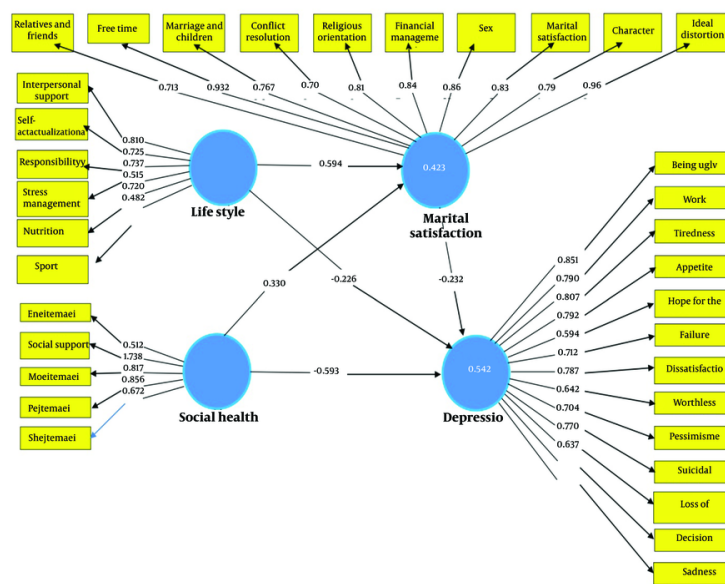 Relatives and
friends
Free time
Marriage and
children
Conflict
resolution
Religious
orientation
Financial
manageme
Sex
Marital
satisfaction
Character
Ideal
distortion
0.713
0.932
0.767
0.70
0.81
0.84
0.86
0.83
0.79
0.96
Interpersonal
support
Self-
actactualizationa
Responsibilityy
Stress
management
Nutrition
Sport
0.810
0.725
0.737
0.515
0.720
0.482
Life style
0.594
0.423
Marital
satisfaction
0.330
-0.226
-0.232
Eneitemaei
Social support
Moeitemaei
Pejtemaei
Shejtemaei
0.512
1.738
0.817
0.856
0.672
Social health
-0.593
0.542
Depressio
0.851
0.790
0.807
0.792
0.594
0.712
0.787
0.642
0.704
0.770
0.637
Being uglv
Work
Tiredness
Appetite
Hope for the
Failure
Dissatisfactio
Worthless
Pessimisme
Suicidal
Loss of
Decision
Sadness